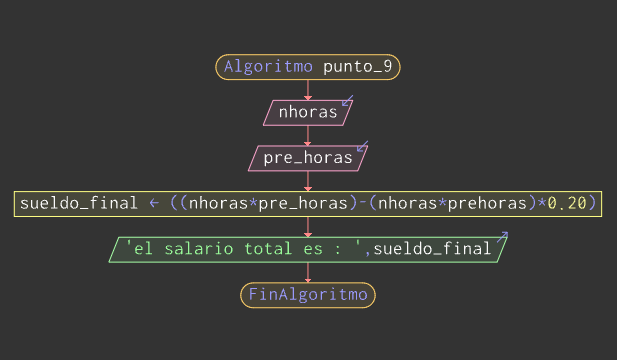 Algoritmo punto_9
nhoras
pre_horas
sueldo_final ← ((nhoras*pre_horas)-(nhoras*prehoras)*0.20)
'el salario total es : ',sueldo_final
FinAlgoritmo